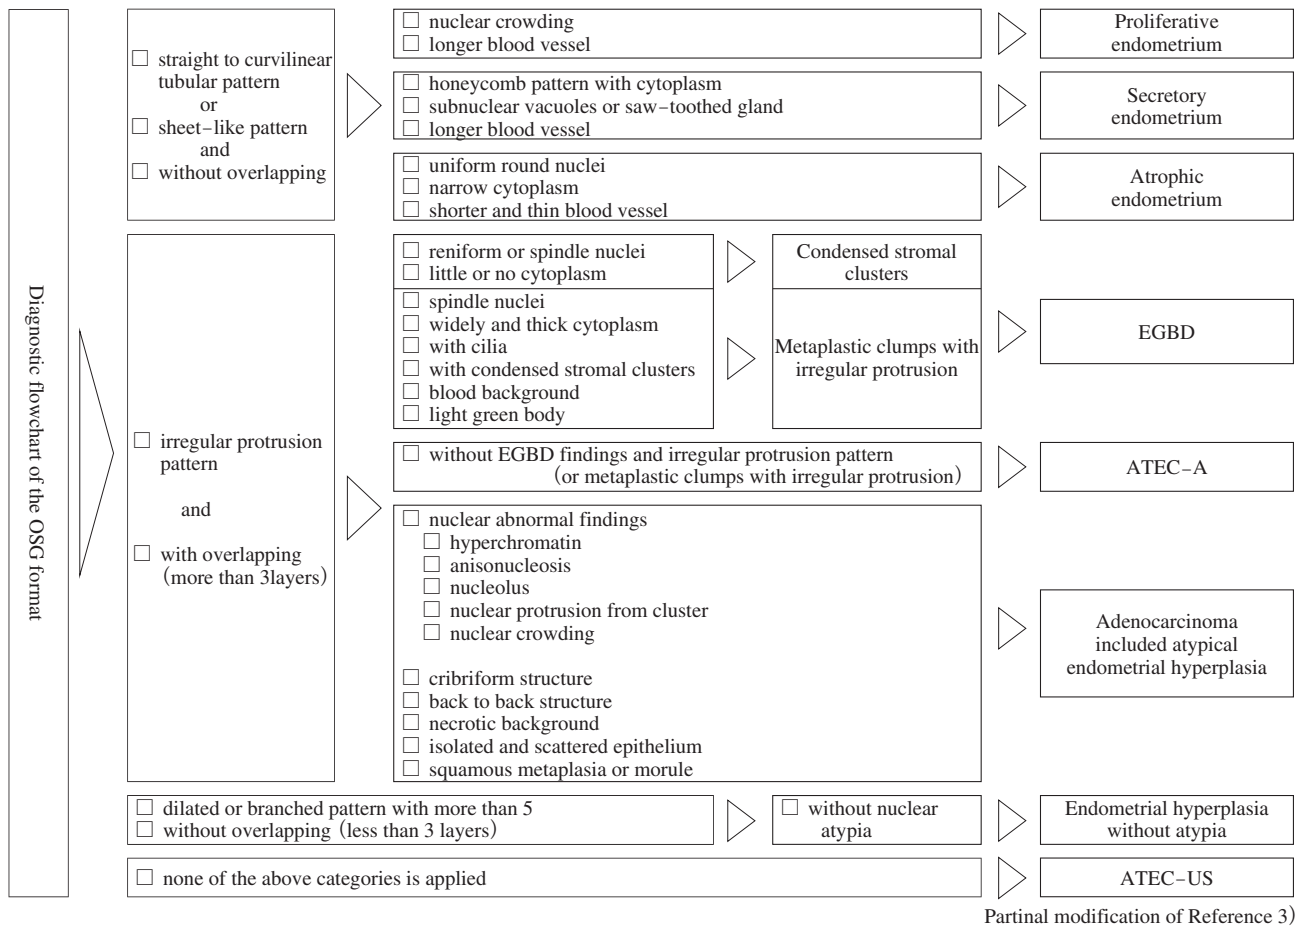 Diagnostic flowchart of the OSG format
□ straight to curvilinear
tubular pattern
or
□ sheet-like pattern
and
□ without overlapping
□ nuclear crowding
□ longer blood vessel
Proliferative
endometrium
□ honeycomb pattern with cytoplasm
□ subnuclear vacuoles or saw-toothed gland
□ longer blood vessel
Secretory
endometrium
□ uniform round nuclei
□ narrow cytoplasm
□ shorter and thin blood vessel
Atrophic
endometrium
□ irregular protrusion
pattern
and
□ with overlapping
(more than 3layers)
□ reniform or spindle nuclei
□ little or no cytoplasm
Condensed stromal
clusters
□ spindle nuclei
□ widely and thick cytoplasm
□ with cilia
□ with condensed stromal clusters
□ blood background
□ light green body
Metaplastic clumps with
irregular protrusion
EGBD
□ without EGBD findings and irregular protrusion pattern
(or metaplastic clumps with irregular protrusion)
ATEC-A
□ nuclear abnormal findings
□ hyperchromatin
□ anisonucleosis
□ nucleolus
□ nuclear protrusion from cluster
□ nuclear crowding
□ cribriform structure
□ back to back structure
□ necrotic background
□ isolated and scattered epithelium
□ squamous metaplasia or morule
Adenocarcinoma
included atypical
endometrial hyperplasia
□ dilated or branched pattern with more than 5
□ without overlapping (less than 3 layers)
□ without nuclear
atypia
Endometrial hyperplasia
without atypia
□ none of the above categories is applied
ATEC-US
Partinal modification of Reference 3)